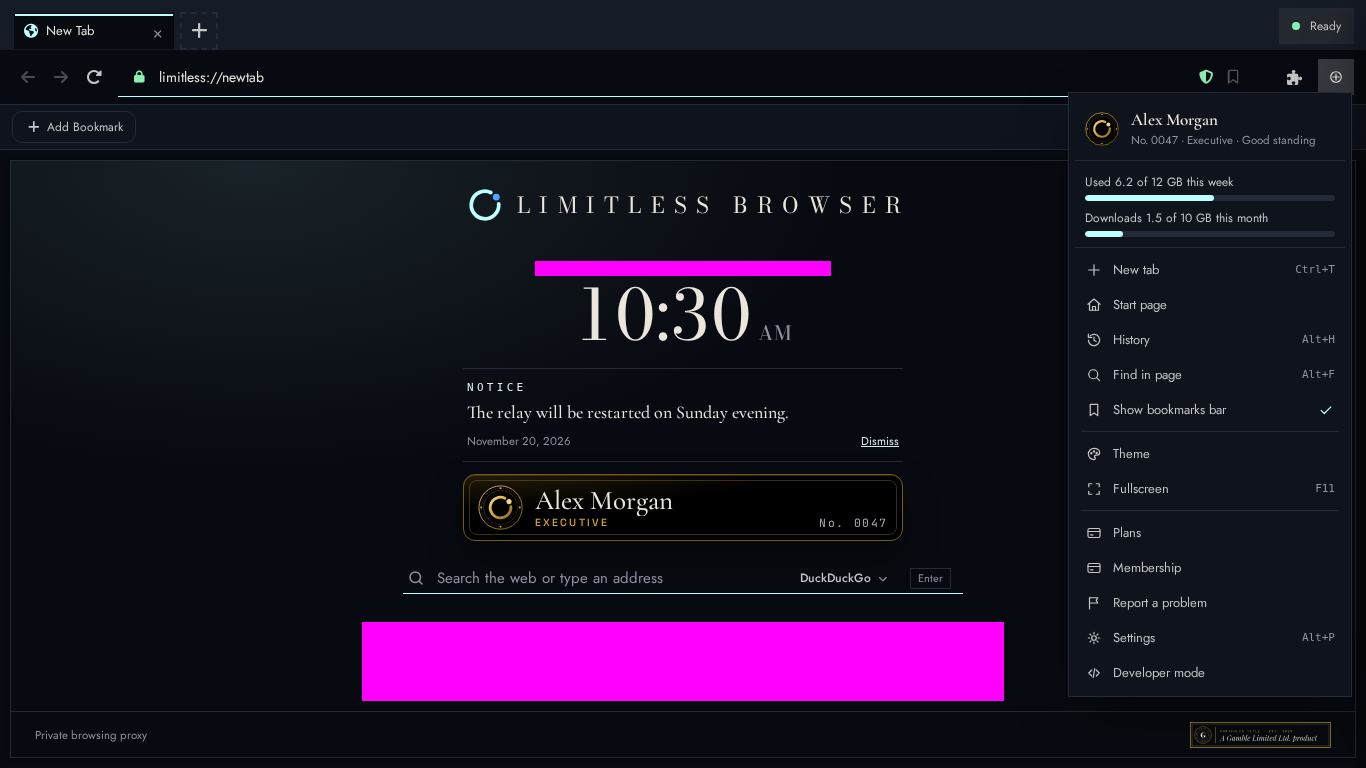 New Tab
Ready
limitless://newtab
Add Bookmark
LIMITLESS BROWSER
10:30 AM
NOTICE
The relay will be restarted on Sunday evening.
November 20, 2026
Dismiss
Alex Morgan
EXECUTIVE
No. 0047
Search the web or type an address
DuckDuckGo
Enter
Private browsing proxy
A Gamble Limited Ltd. product
Alex Morgan
No. 0047 · Executive · Good standing
Used 6.2 of 12 GB this week
Downloads 1.5 of 10 GB this month
New tab Ctrl+T
Start page
History Alt+H
Find in page Alt+F
Show bookmarks bar
Theme
Fullscreen F11
Plans
Membership
Report a problem
Settings Alt+P
Developer mode